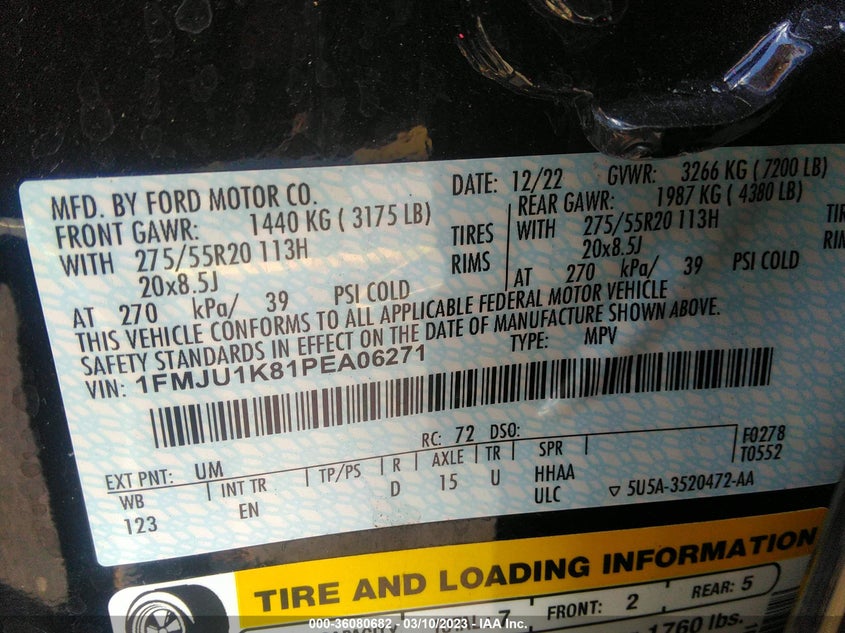 MFD. BY FORD MOTOR CO.
DATE: 12/22 GVWR: 3266 KG ( 7200 LB)
FRONT GAWR: 1440 KG ( 3175 LB)
REAR GAWR: 1987 KG ( 4380 LB)
WITH 275/55R20 113H TIRES
WITH 275/55R20 113H
20x8.5J RIMS
20x8.5J
AT 270 kPa/ 39 PSI COLD
AT 270 kPa/ 39 PSI COLD
THIS VEHICLE CONFORMS TO ALL APPLICABLE FEDERAL MOTOR VEHICLE
SAFETY STANDARDS IN EFFECT ON THE DATE OF MANUFACTURE SHOWN ABOVE.
VIN: 1FMJU1K81PEA06271
TYPE: MPV
RC: 72 DSO:
F0278
T0552
EXT PNT: UM
WB INT TR TP/PS R AXLE TR SPR
123 EN D 15 U HHAA
ULC
5U5A-3520472-AA
TIRE AND LOADING INFORMATION
7 FRONT: 2 REAR: 5
1760 lbs.
000-36080682 - 03/10/2023 - IAA Inc.